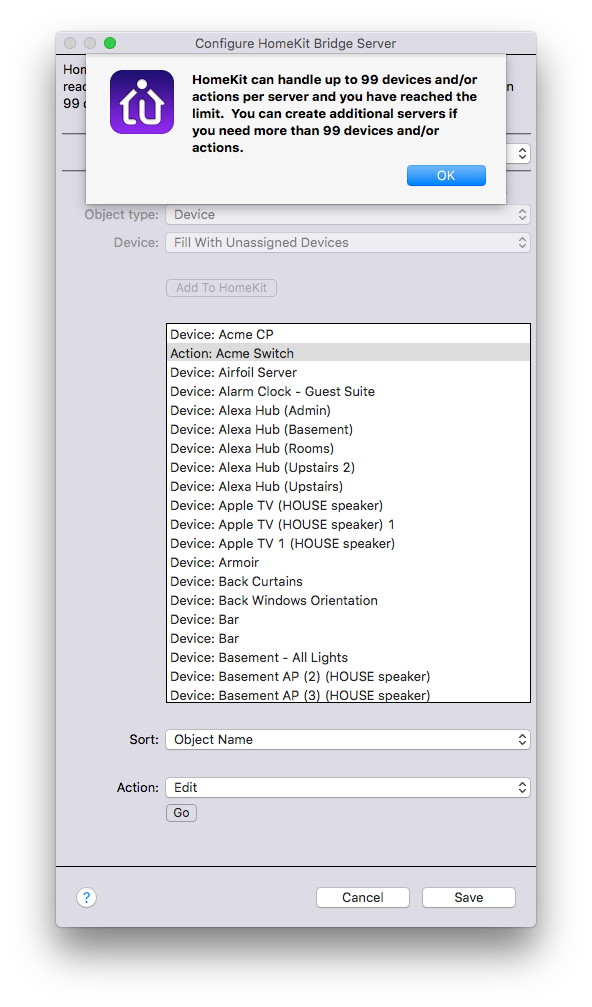 Configure HomeKit Bridge Server
HomeKit can handle up to 99 devices and/or
actions per server and you have reached the
limit.  You can create additional servers if
you need more than 99 devices and/or
actions.
OK
Object type: Device
Device: Fill With Unassigned Devices
Add To HomeKit
Device: Acme CP
Action: Acme Switch
Device: Airfoil Server
Device: Alarm Clock - Guest Suite
Device: Alexa Hub (Admin)
Device: Alexa Hub (Basement)
Device: Alexa Hub (Rooms)
Device: Alexa Hub (Upstairs 2)
Device: Alexa Hub (Upstairs)
Device: Apple TV (HOUSE speaker)
Device: Apple TV (HOUSE speaker) 1
Device: Apple TV 1 (HOUSE speaker)
Device: Armoir
Device: Back Curtains
Device: Back Windows Orientation
Device: Bar
Device: Bar
Device: Basement - All Lights
Device: Basement AP (2) (HOUSE speaker)
Device: Basement AP (3) (HOUSE speaker)
Sort: Object Name
Action: Edit
Go
? Cancel Save